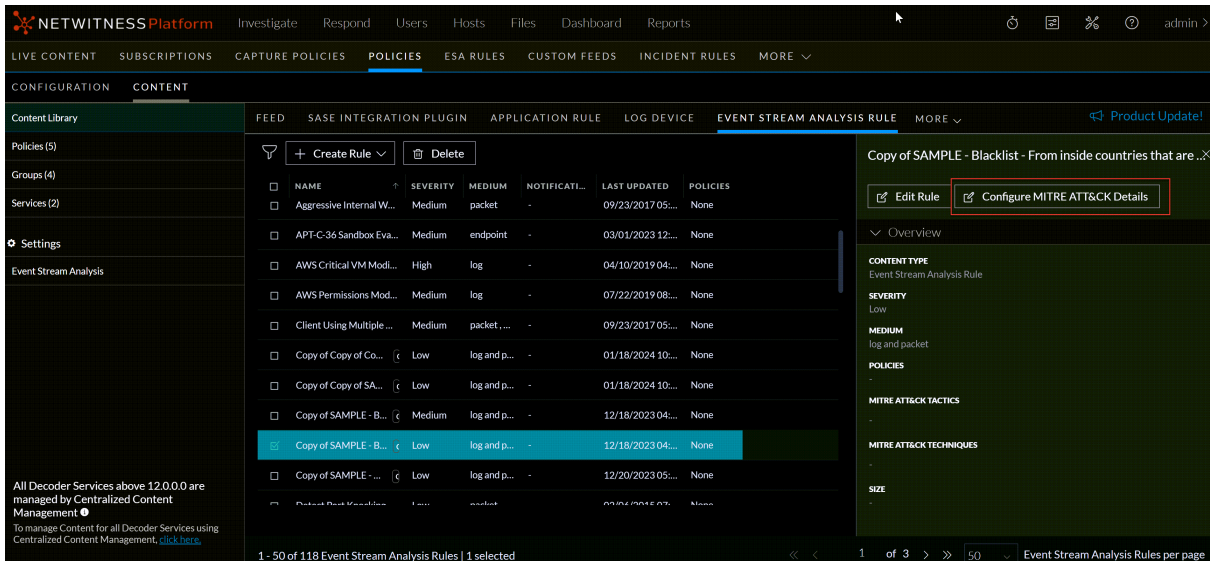 NETWITNESS Platform Investigate Respond Users Hosts Files Dashboard Reports admin >
LIVE CONTENT SUBSCRIPTIONS CAPTURE POLICIES POLICIES ESA RULES CUSTOM FEEDS INCIDENT RULES MORE
CONFIGURATION CONTENT
Content Library
Policies (5)
Groups (4)
Services (2)
Settings
Event Stream Analysis
All Decoder Services above 12.0.0.0 are
managed by Centralized Content
Management
To manage Content for all Decoder Services using
Centralized Content Management, click here.
FEED SASE INTEGRATION PLUGIN APPLICATION RULE LOG DEVICE EVENT STREAM ANALYSIS RULE MORE
Product Update!
+ Create Rule Delete
NAME ↑ SEVERITY MEDIUM NOTIFICATI... LAST UPDATED POLICIES
Aggressive Internal W... Medium packet - 09/23/2017 05:... None
APT-C-36 Sandbox Eva... Medium endpoint - 03/01/2023 12:... None
AWS Critical VM Modi... High log - 04/10/2019 04:... None
AWS Permissions Mod... Medium log - 07/22/2019 08:... None
Client Using Multiple ... Medium packet , ... - 09/23/2017 05:... None
Copy of Copy of Co... c Low log and p... - 01/18/2024 10:... None
Copy of Copy of SA... c Low log and p... - 01/18/2024 10:... None
Copy of SAMPLE - B... c Medium log and p... - 12/18/2023 04:... None
Copy of SAMPLE - B... c Low log and p... - 12/18/2023 04:... None
Copy of SAMPLE - ... c Low log and p... - 12/20/2023 05:... None
Detect Port Knocking Low packet 02/06/2015 07: None
1 - 50 of 118 Event Stream Analysis Rules | 1 selected
<< < 1 of 3 > >> 50 Event Stream Analysis Rules per page
Copy of SAMPLE - Blacklist - From inside countries that are ... X
Edit Rule Configure MITRE ATT&CK Details
Overview
CONTENT TYPE
Event Stream Analysis Rule
SEVERITY
Low
MEDIUM
log and packet
POLICIES
-
MITRE ATT&CK TACTICS
-
MITRE ATT&CK TECHNIQUES
-
SIZE
-